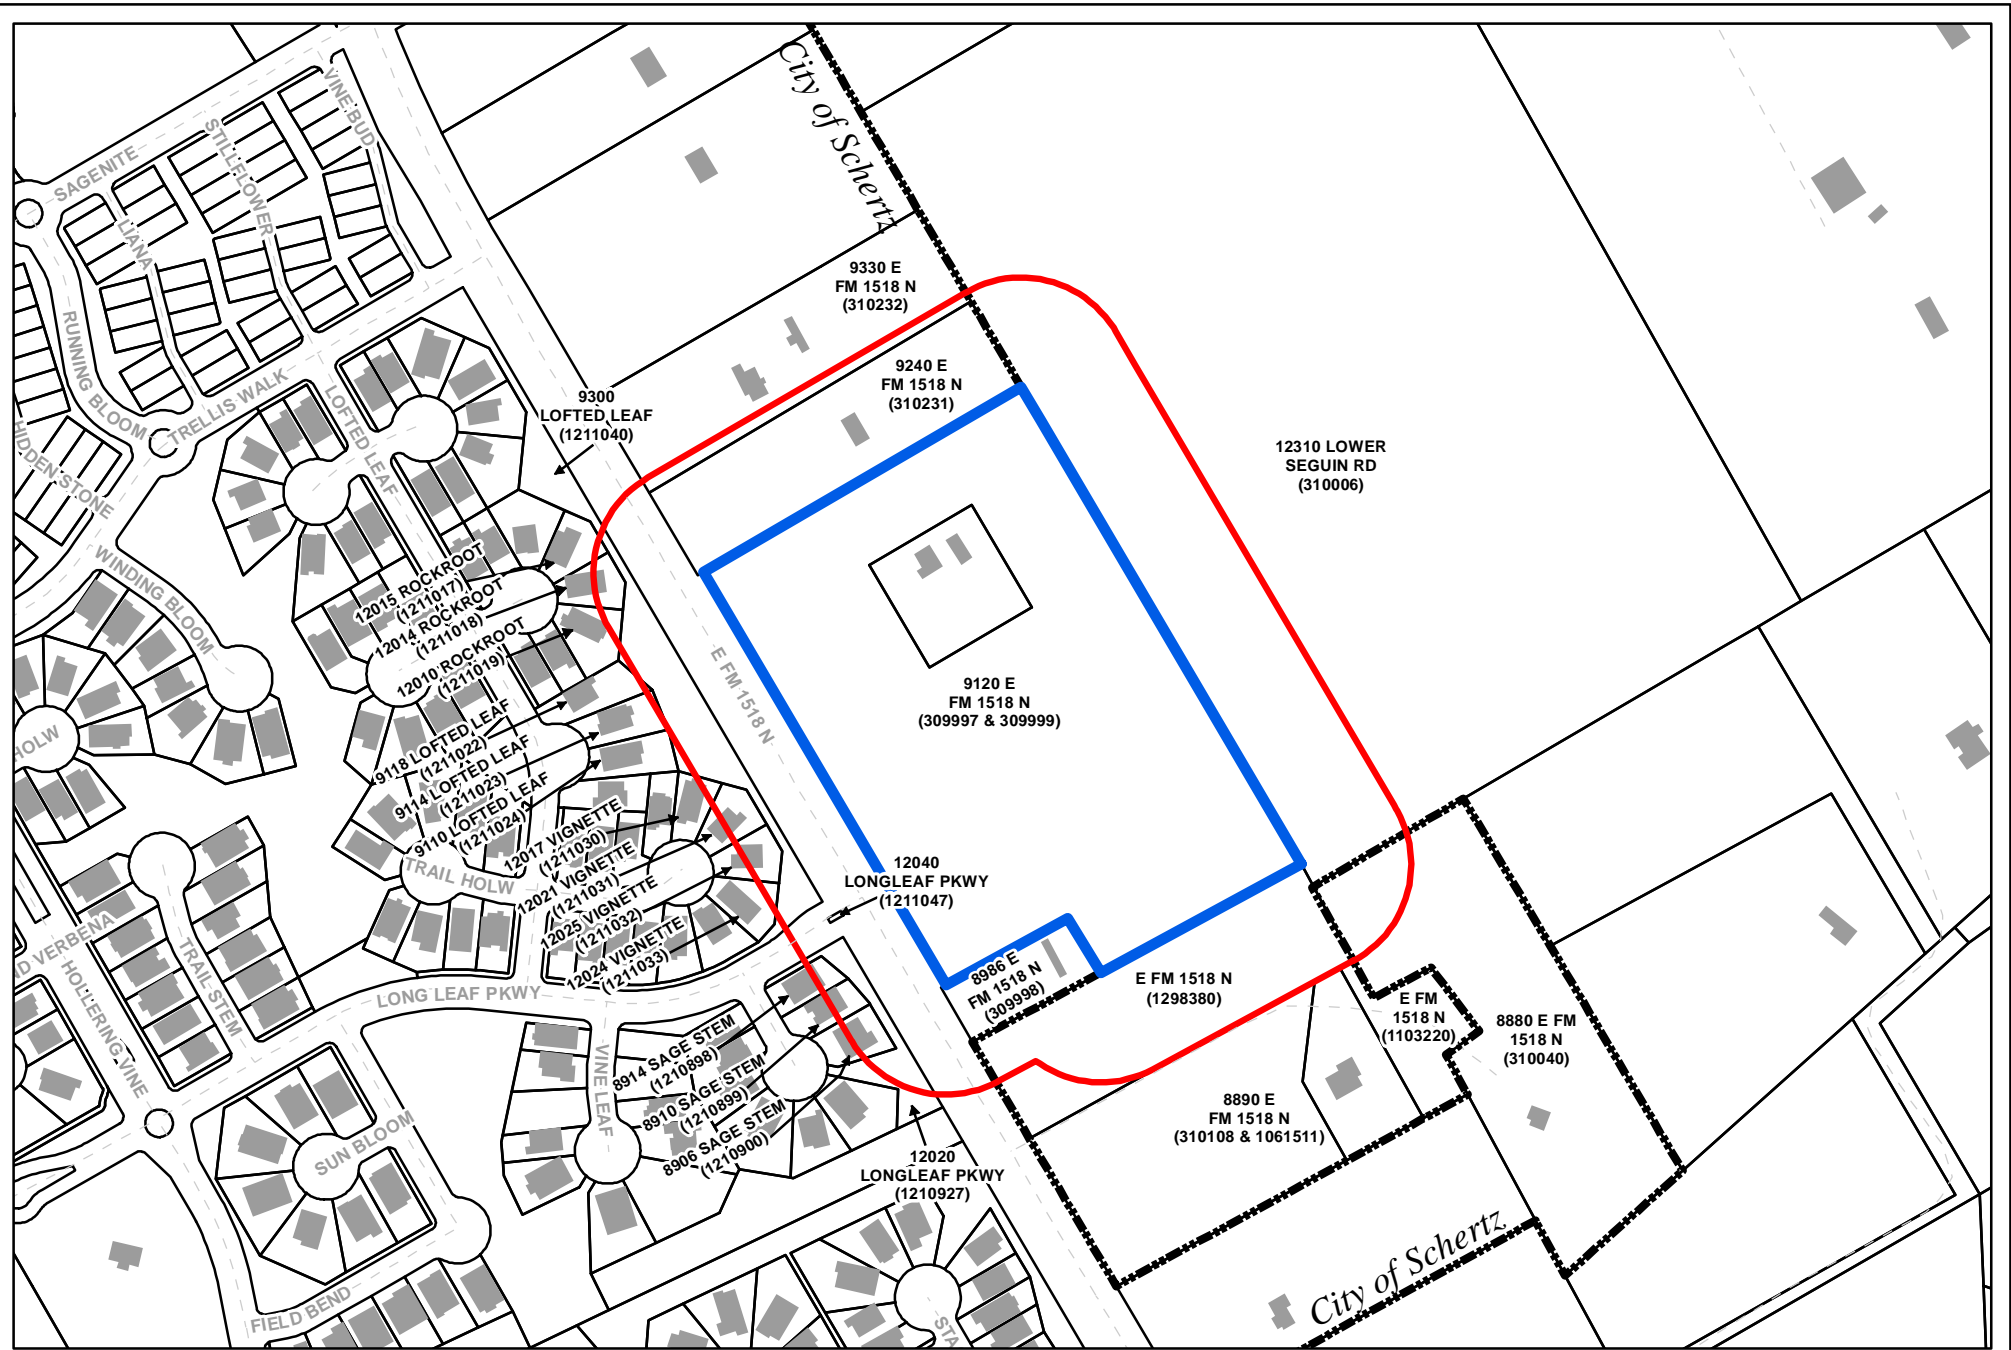 City of Schertz
VINE BUD
STILLFLOWER
SAGENITE
LIANA
9330 E
FM 1518 N
(310232)
RUNNING BLOOM
9240 E
FM 1518 N
(310231)
TRELLIS WALK
LOFTED LEAF
9300
LOFTED LEAF
(1211040)
HIDDEN STONE
12310 LOWER
SEGUIN RD
(310006)
WINDING BLOOM
12015 ROCKROOT
(1211017)
12014 ROCKROOT
(1211018)
12010 ROCKROOT
(1211019)
E FM 1518 N
9120 E
FM 1518 N
(309997 & 309999)
HOLW
9118 LOFTED LEAF
(1211022)
9114 LOFTED LEAF
(1211023)
9110 LOFTED LEAF
(1211024)
12017 VIGNETTE
(1211030)
12021 VIGNETTE
(1211031)
12025 VIGNETTE
(1211032)
12024 VIGNETTE
(1211033)
TRAIL HOLW
12040
LONGLEAF PKWY
(1211047)
ND VERBENA
HOLLERING VINE
TRAIL STEM
LONG LEAF PKWY
8986 E
FM 1518 N
(309998)
E FM 1518 N
(1298380)
E FM
1518 N
(1103220)
8880 E FM
1518 N
(310040)
VINE LEAF
8914 SAGE STEM
(1210898)
8910 SAGE STEM
(1210899)
8906 SAGE STEM
(1210900)
8890 E
FM 1518 N
(310108 & 1061511)
SUN BLOOM
12020
LONGLEAF PKWY
(1210927)
City of Schertz
FIELD BEND
STA